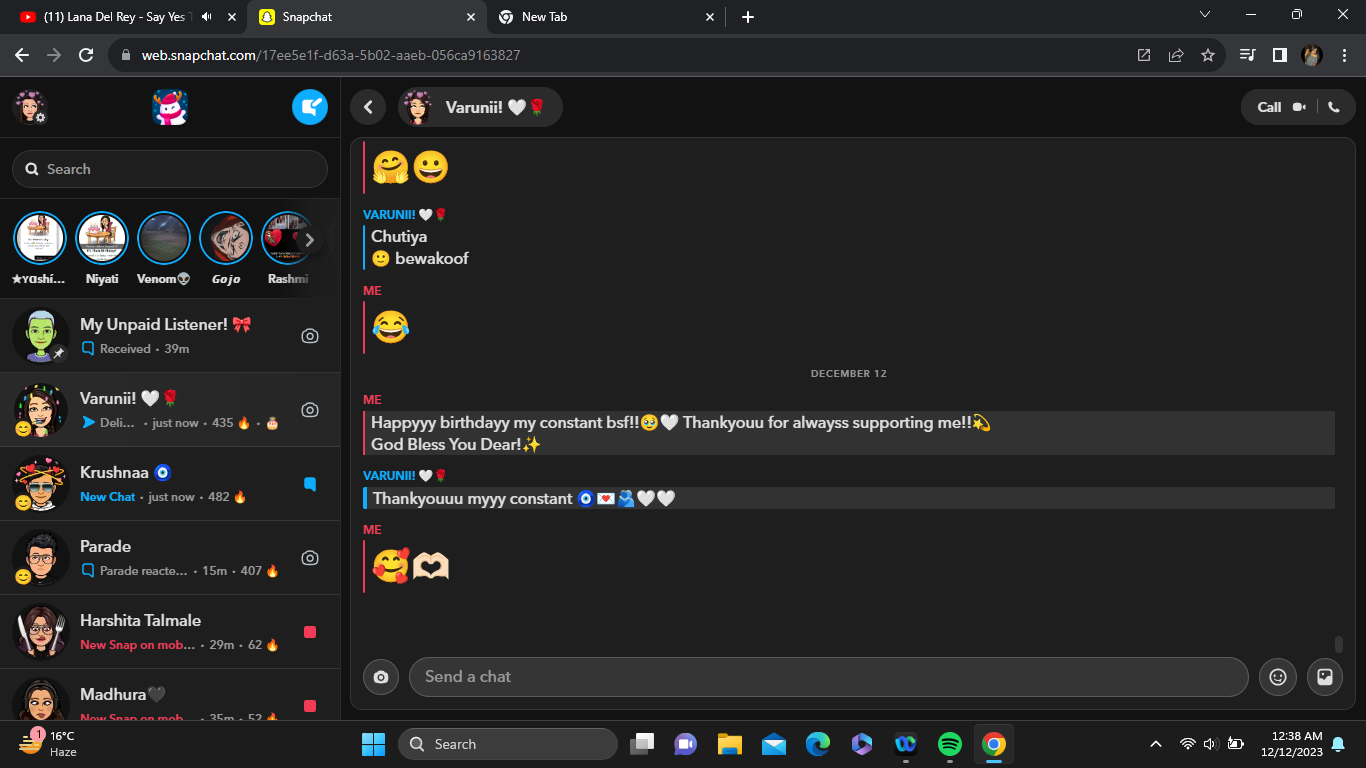 (11) Lana Del Rey - Say Yes
Snapchat
New Tab
web.snapchat.com/17ee5e1f-d63a-5b02-aaeb-056ca9163827
Varunii! 🤍🌹
Call
Search
★ʏᴀshí...
Niyati
Venom👽
Gojo
Rashmi
My Unpaid Listener! 🎀
Received · 39m
Varunii! 🤍🌹
Deli... · just now · 435 🔥 · 🎂
Krushnaa 🧿
New Chat · just now · 482 🔥
Parade
Parade reacte... · 15m · 407 🔥
Harshita Talmale
New Snap on mob... · 29m · 62 🔥
Madhura🖤
New Snap on mob... · 35m · 52 🔥
🤗😀
VARUNII! 🤍🌹
Chutiya
🙂 bewakoof
ME
😂
DECEMBER 12
ME
Happyyy birthdayy my constant bsf!!🥹🤍 Thankyouu for alwayss supporting me!!💫
God Bless You Dear!✨
VARUNII! 🤍🌹
Thankyouuu myyy constant 🧿💌🫂🤍🤍
ME
🥰🫶🏻
Send a chat
1
16°C
Haze
Search
12:38 AM
12/12/2023